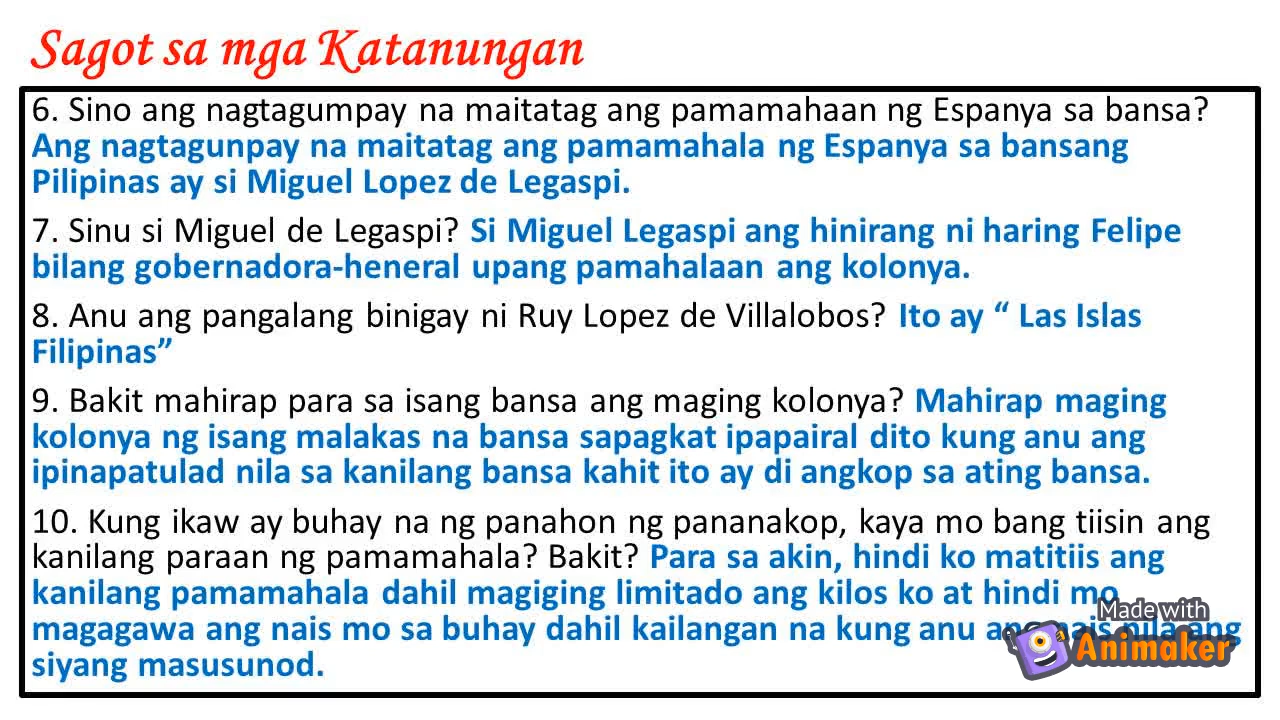 Sagot sa mga Katanungan
6. Sino ang nagtagumpay na maitatag ang pamamahaan ng Espanya sa bansa?
Ang nagtagunpay na maitatag ang pamamahala ng Espanya sa bansang
Pilipinas ay si Miguel Lopez de Legaspi.
7. Sinu si Miguel de Legaspi? Si Miguel Legaspi ang hinirang ni haring Felipe
bilang gobernadora-heneral upang pamahalaan ang kolonya.
8. Anu ang pangalang binigay ni Ruy Lopez de Villalobos? Ito ay “ Las Islas
Filipinas”
9. Bakit mahirap para sa isang bansa ang maging kolonya? Mahirap maging
kolonya ng isang malakas na bansa sapagkat ipapairal dito kung anu ang
ipinapatulad nila sa kanilang bansa kahit ito ay di angkop sa ating bansa.
10. Kung ikaw ay buhay na ng panahon ng pananakop, kaya mo bang tiisin ang
kanilang paraan ng pamamahala? Bakit? Para sa akin, hindi ko matitiis ang
kanilang pamamahala dahil magiging limitado ang kilos ko at hindi mo
magagawa ang nais mo sa buhay dahil kailangan na kung anu ang nais nila ang
siyang masusunod.
Made with
Animaker